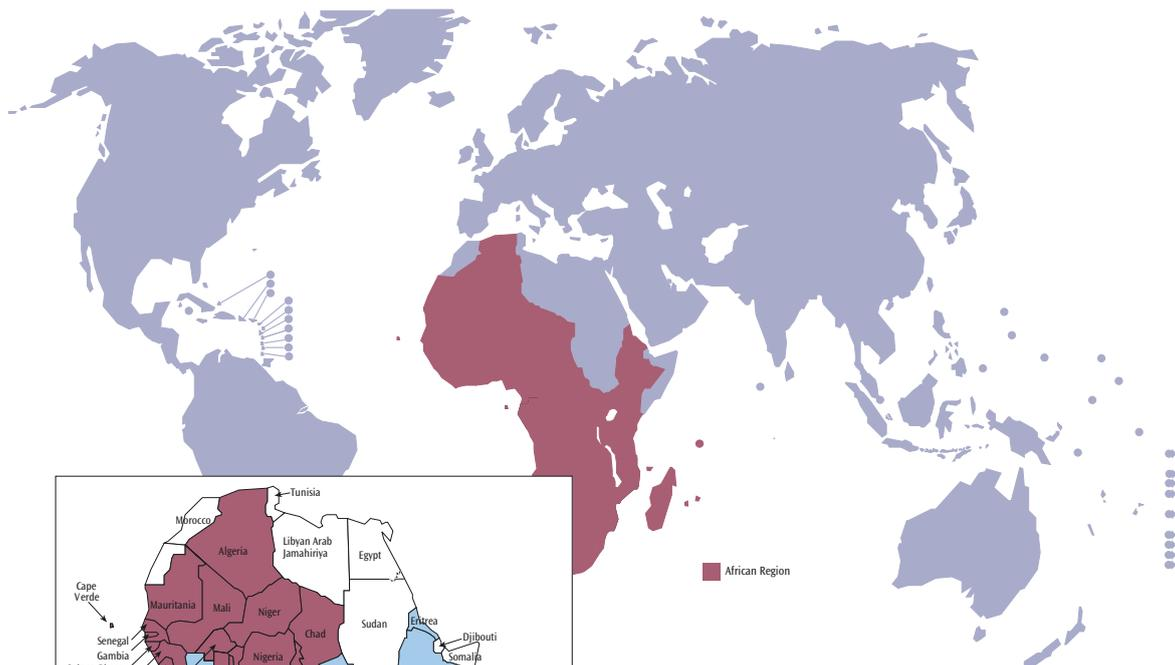 Tunisia
Morocco
Libyan Arab
Jamahiriya
Algeria
Egypt
Cape
Verde
Mauritania
Mali
Niger
Chad
Sudan
Eritrea
Djibouti
Senegal
Gambia
Nigeria
Somalia
African Region